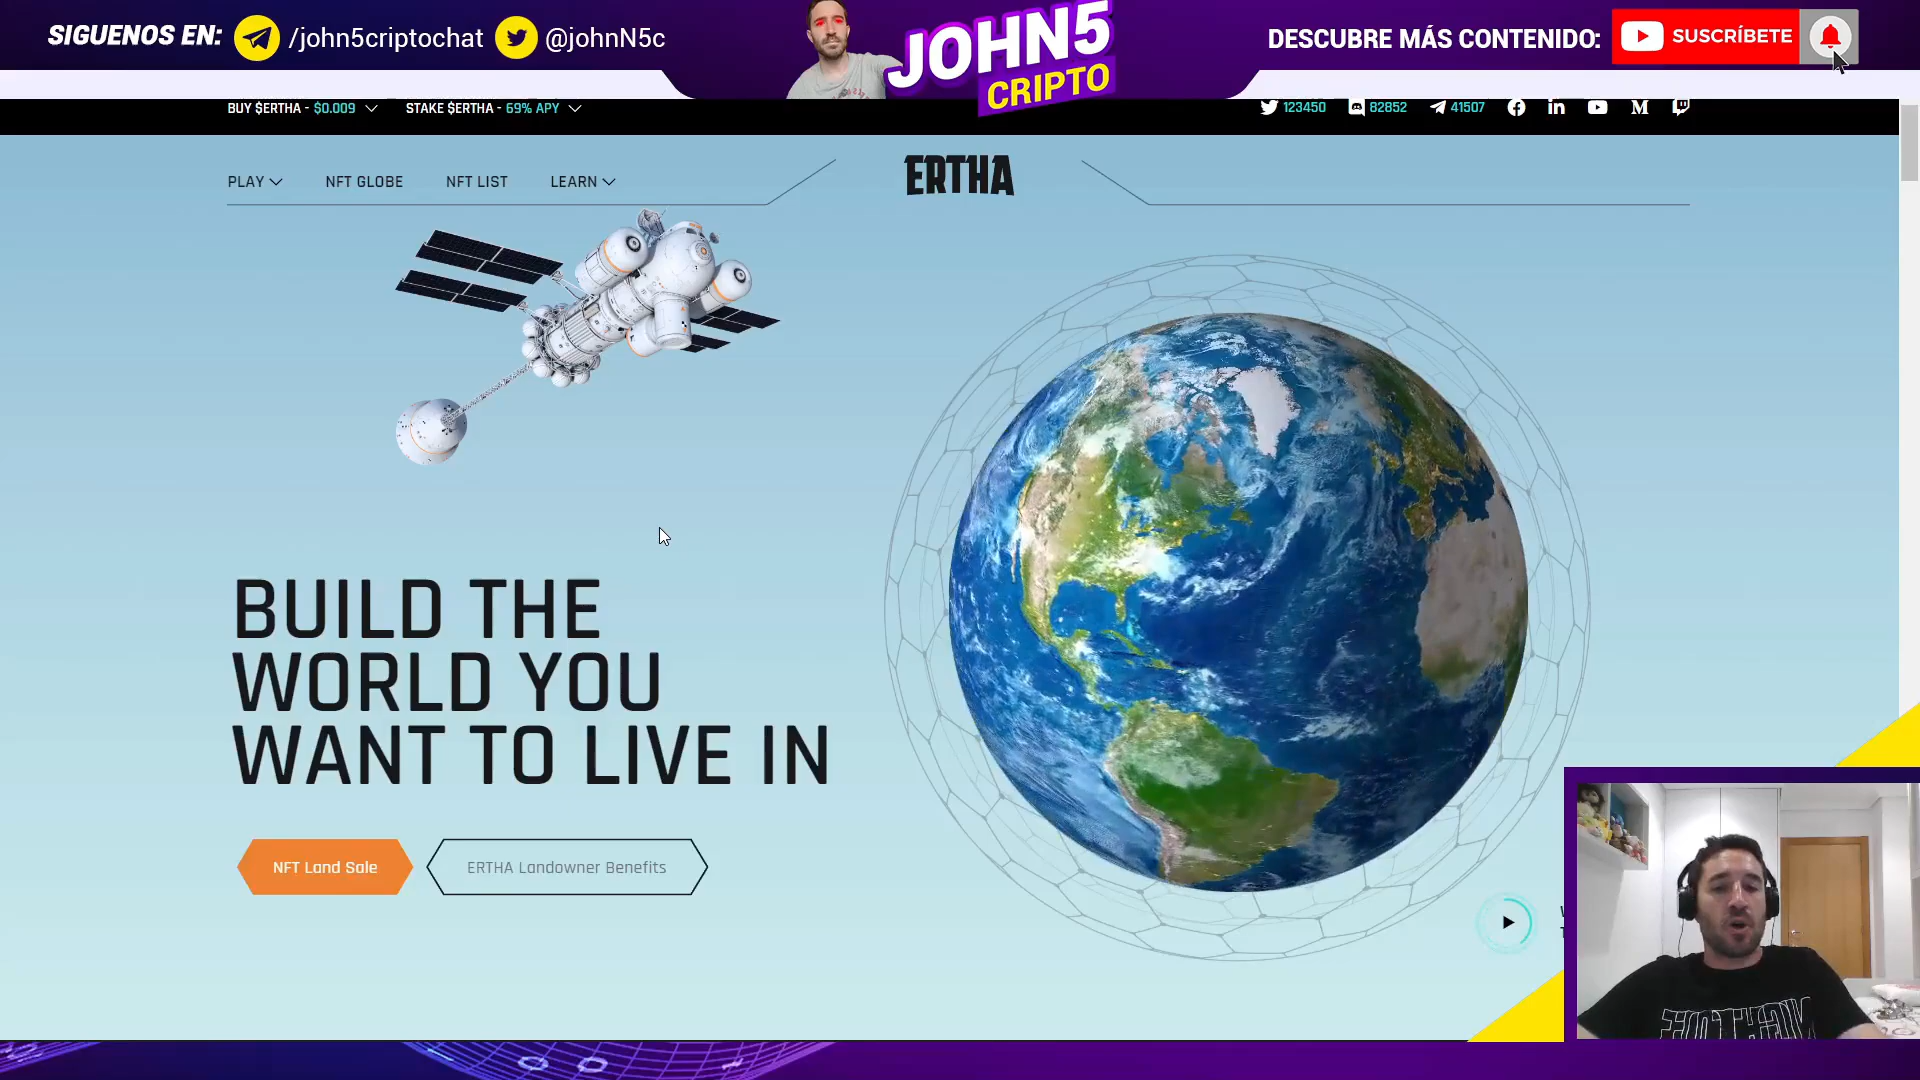 SIGUENOS EN: /john5criptochat @johnN5c
JOHN5
CRIPTO
DESCUBRE MÁS CONTENIDO: SUSCRÍBETE
BUY $ERTHA - $0.009 STAKE $ERTHA - 69% APY
123450 82852 41507
PLAY NFT GLOBE NFT LIST LEARN
ERTHA
BUILD THE
WORLD YOU
WANT TO LIVE IN
NFT Land Sale ERTHA Landowner Benefits